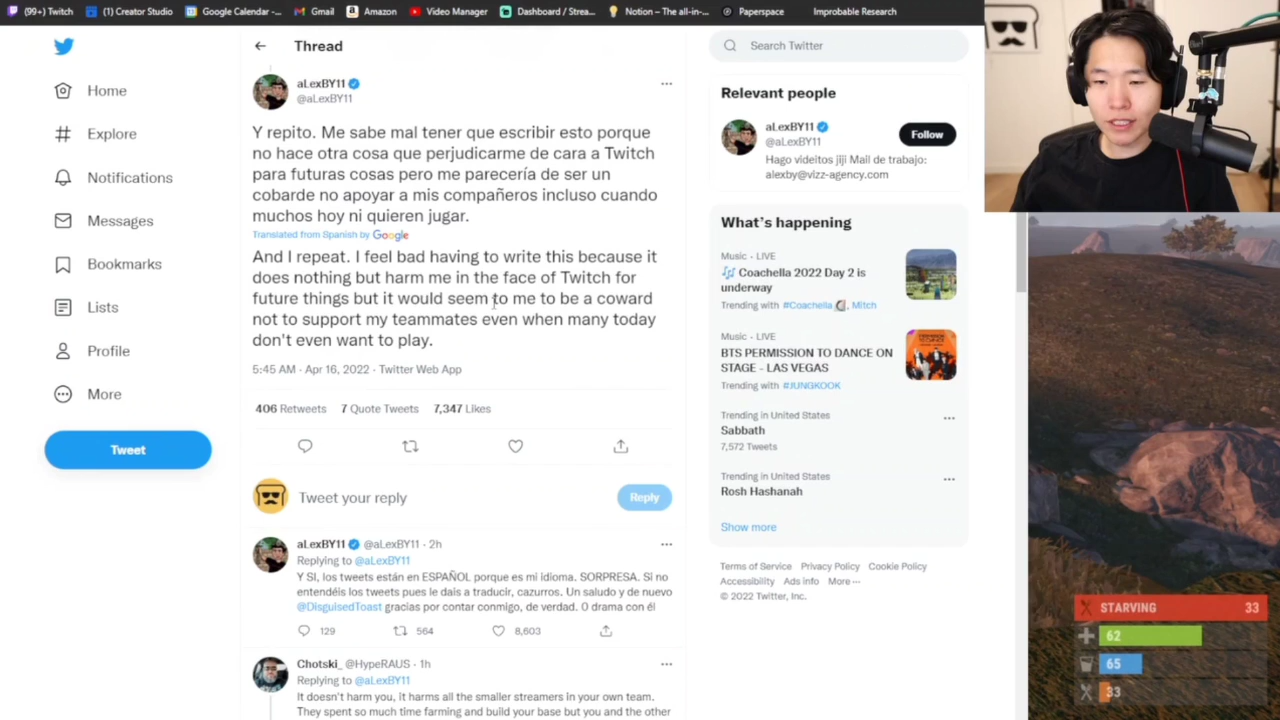 (99+) Twitch
(1) Creator Studio
Google Calendar -...
Gmail
Amazon
Video Manager
Dashboard / Strea...
Notion – The all-in-...
Paperspace
Improbable Research
Home
Explore
Notifications
Messages
Bookmarks
Lists
Profile
More
Tweet
Thread
aLexBY11
@aLexBY11
Y repito. Me sabe mal tener que escribir esto porque
no hace otra cosa que perjudicarme de cara a Twitch
para futuras cosas pero me parecería de ser un
cobarde no apoyar a mis compañeros incluso cuando
muchos hoy ni quieren jugar.
Translated from Spanish by Google
And I repeat. I feel bad having to write this because it
does nothing but harm me in the face of Twitch for
future things but it would seem to me to be a coward
not to support my teammates even when many today
don't even want to play.
5:45 AM · Apr 16, 2022 · Twitter Web App
406 Retweets 7 Quote Tweets 7,347 Likes
Tweet your reply
Reply
aLexBY11 @aLexBY11 · 2h
Replying to @aLexBY11
Y SI, los tweets están en ESPAÑOL porque es mi idioma. SORPRESA. Si no
entendéis los tweets pues le dais a traducir, cazurros. Un saludo y de nuevo
@DisguisedToast gracias por contar conmigo, de verdad. 0 drama con él
129 564 8,603
Chotski_ @HypeRAUS · 1h
Replying to @aLexBY11
It doesn't harm you, it harms all the smaller streamers in your own team.
They spent so much time farming and build your base but you and the other
Search Twitter
Relevant people
aLexBY11
@aLexBY11
Follow
Hago videitos jiji Mail de trabajo:
alexby@vizz-agency.com
What's happening
Music · LIVE
Coachella 2022 Day 2 is
underway
Trending with #Coachella, Mitch
Music · LIVE
BTS PERMISSION TO DANCE ON
STAGE - LAS VEGAS
Trending with #JUNGKOOK
Trending in United States
Sabbath
7,572 Tweets
Trending in United States
Rosh Hashanah
Show more
Terms of Service Privacy Policy Cookie Policy
Accessibility Ads info More ···
© 2022 Twitter, Inc.
STARVING 33
62
65
33